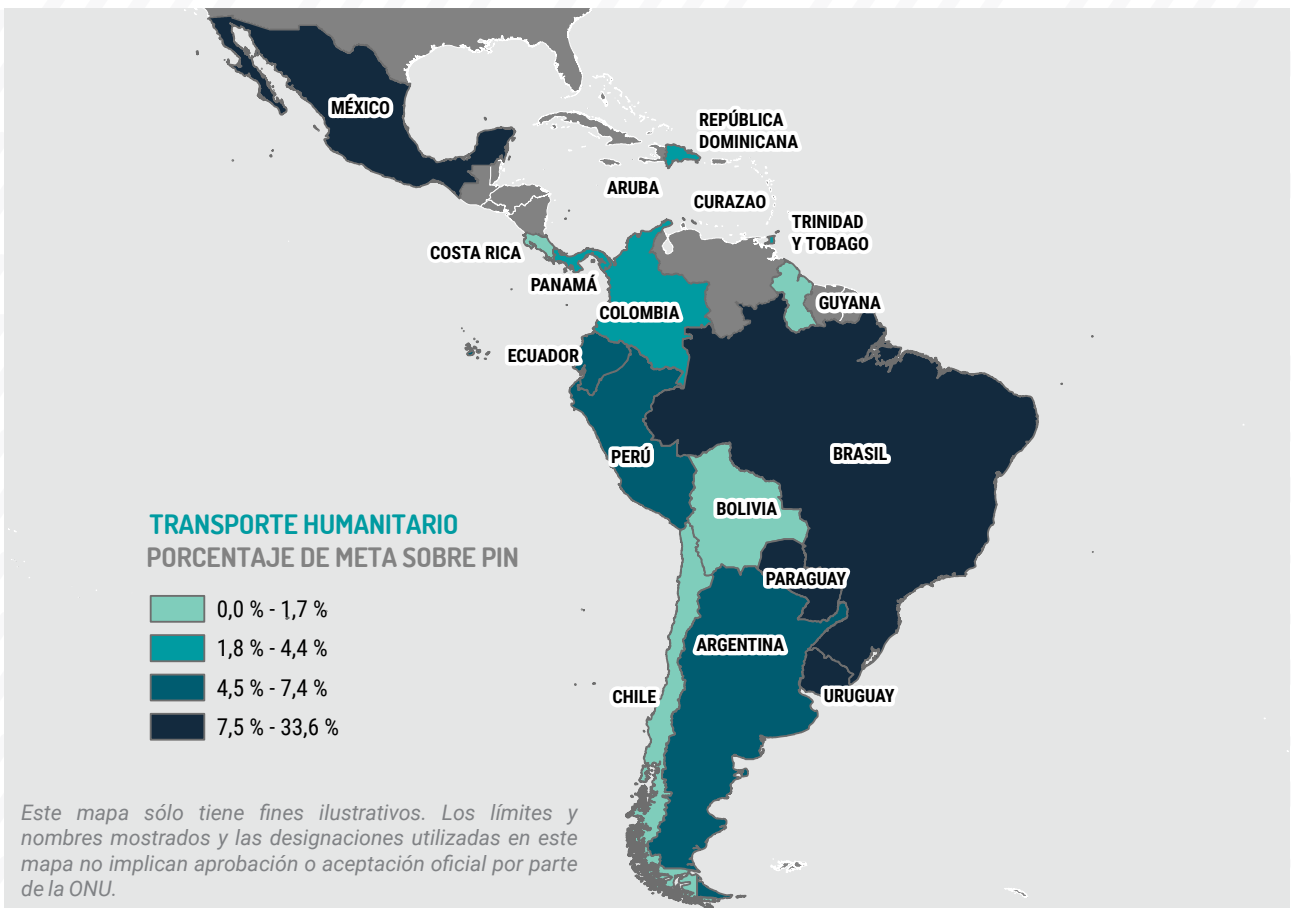 MÉXICO
REPÚBLICA
DOMINICANA
ARUBA
CURAZAO
TRINIDAD
Y TOBAGO
COSTA RICA
PANAMÁ
GUYANA
COLOMBIA
ECUADOR
PERÚ
BRASIL
BOLIVIA
PARAGUAY
ARGENTINA
CHILE
URUGUAY
TRANSPORTE HUMANITARIO
PORCENTAJE DE META SOBRE PIN
0,0 % - 1,7 %
1,8 % - 4,4 %
4,5 % - 7,4 %
7,5 % - 33,6 %
Este mapa sólo tiene fines ilustrativos. Los límites y
nombres mostrados y las designaciones utilizadas en este
mapa no implican aprobación o aceptación oficial por parte
de la ONU.